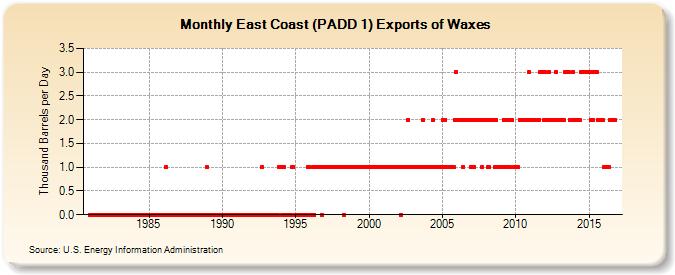 Monthly East Coast (PADD 1) Exports of Waxes
Thousand Barrels per Day
3.5
3.0
2.5
2.0
1.5
1.0
0.5
0.0
1985 1990 1995 2000 2005 2010 2015
Source: U.S. Energy Information Administration